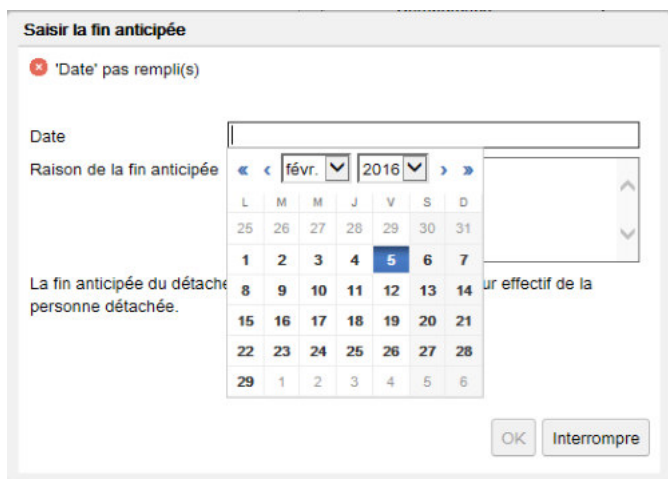 Saisir la fin anticipée
'Date' pas rempli(s)
Date
Raison de la fin anticipée
« ‹ févr. 2016 › »
L M M J V S D
25 26 27 28 29 30 31
1 2 3 4 5 6 7
8 9 10 11 12 13 14
15 16 17 18 19 20 21
22 23 24 25 26 27 28
29 1 2 3 4 5 6
La fin anticipée du effectif de la
personne détachée.
OK Interrompre